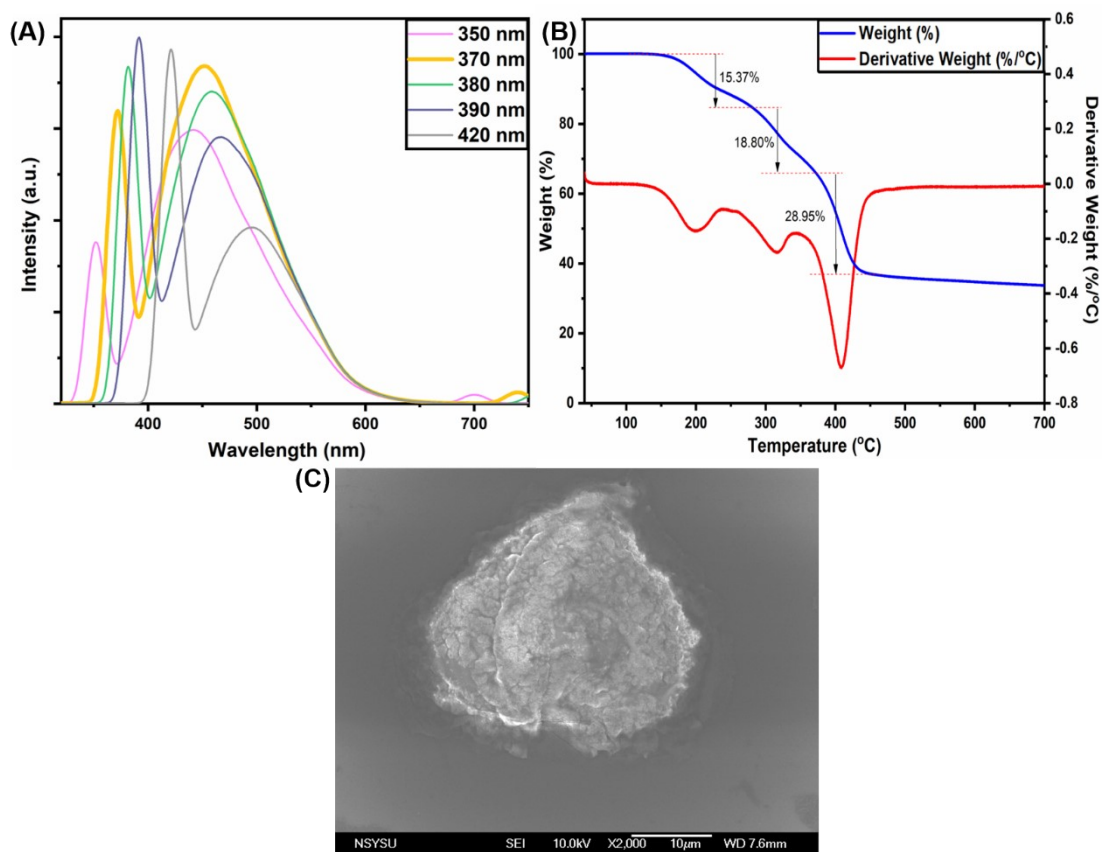 (A)
350 nm
370 nm
380 nm
390 nm
420 nm
Intensity (a.u.)
400 500 600 700
Wavelength (nm)
(B)
Weight (%)
Derivative Weight (%/°C)
15.37%
18.80%
28.95%
100
80
60
40
20
0
Weight (%)
0.6
0.4
0.2
0.0
-0.2
-0.4
-0.6
-0.8
Derivative Weight (%/°C)
100 200 300 400 500 600 700
Temperature (°C)
(C)
NSYSU SEI 10.0kV X2,000 10μm WD 7.6mm